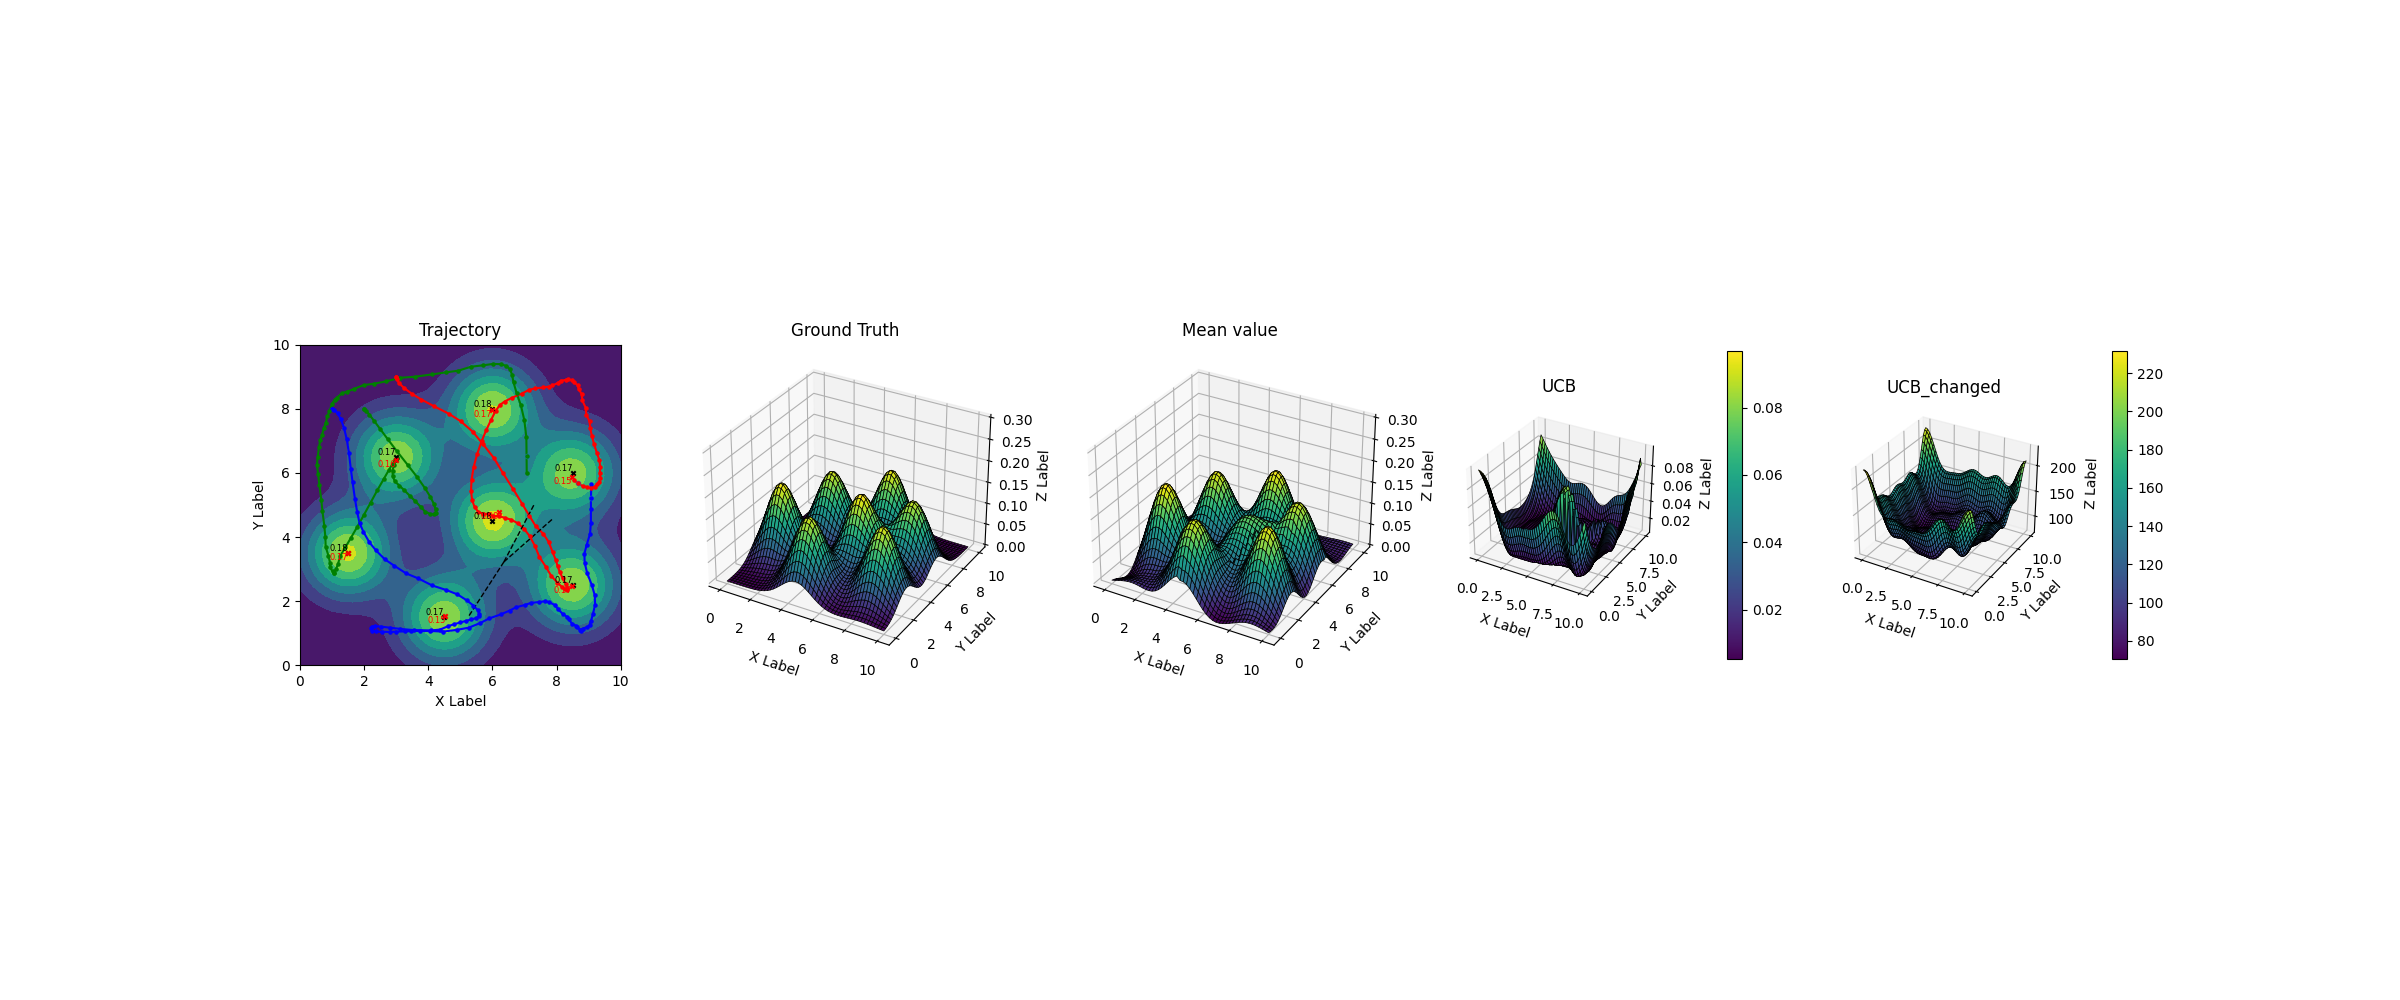 Trajectory
10
8
6
4
2
0
0 2 4 6 8 10
X Label
Y Label
0.18
0.17
0.17
0.17
0.18
0.18
0.17
0.17
Ground Truth
0.30
0.25
0.20
0.15
0.10
0.05
0.00
Z Label
0 2 4 6 8 10
X Label
0 2 4 6 8 10
Y Label
Mean value
0.30
0.25
0.20
0.15
0.10
0.05
0.00
Z Label
0 2 4 6 8 10
X Label
0 2 4 6 8 10
Y Label
UCB
0.08
0.06
0.04
0.02
Z Label
0.0 2.5 5.0 7.5 10.0
X Label
0.0 2.5 5.0 7.5 10.0
Y Label
0.08
0.06
0.04
0.02
UCB_changed
200
150
100
Z Label
0.0 2.5 5.0 7.5 10.0
X Label
0.0 2.5 5.0 7.5 10.0
Y Label
220
200
180
160
140
120
100
80